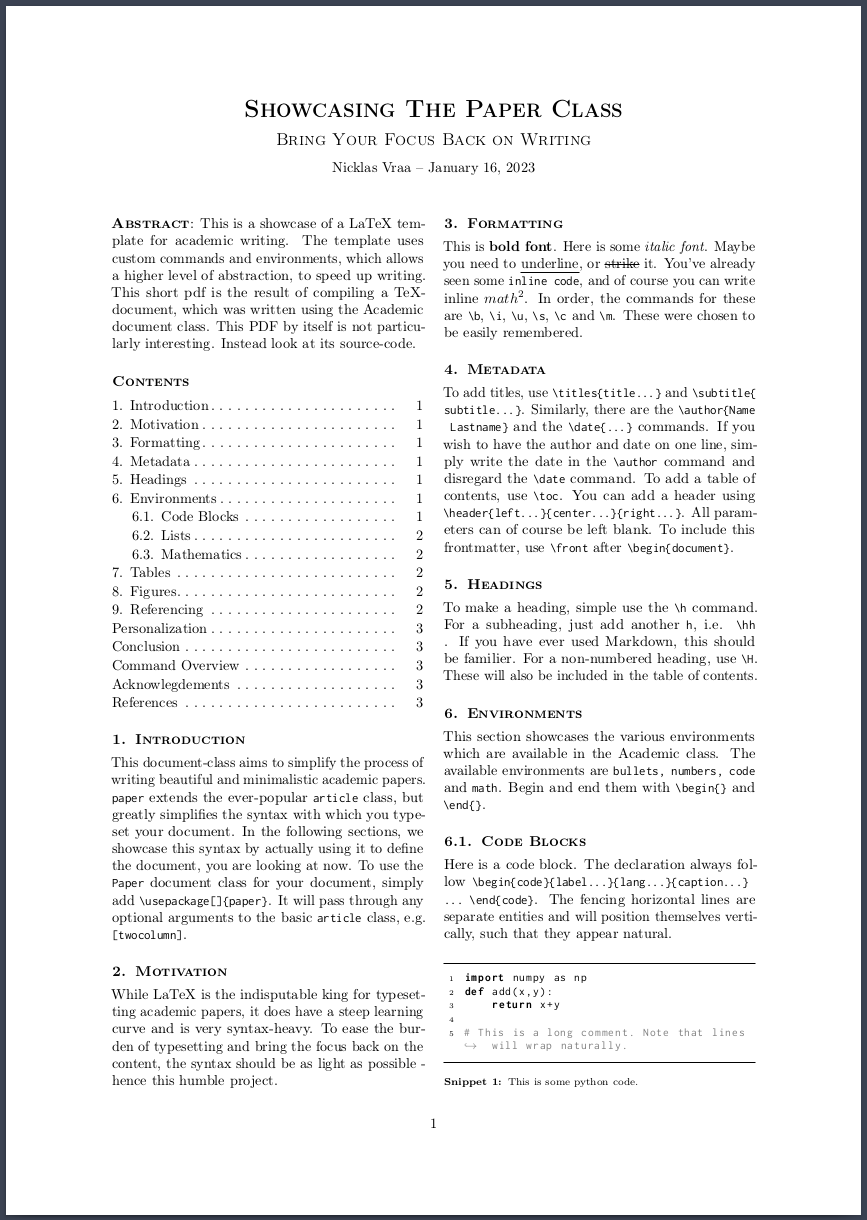 Showcasing The Paper Class
Bring Your Focus Back on Writing
Nicklas Vraa – January 16, 2023
Abstract: This is a showcase of a LaTeX tem-
plate for academic writing. The template uses
custom commands and environments, which allows
a higher level of abstraction, to speed up writing.
This short pdf is the result of compiling a TeX-
document, which was written using the Academic
document class. This PDF by itself is not particu-
larly interesting. Instead look at its source-code.
Contents
1. Introduction . . . . . . . . . . . . . . . . . . . . . . 1
2. Motivation . . . . . . . . . . . . . . . . . . . . . . . 1
3. Formatting . . . . . . . . . . . . . . . . . . . . . . . 1
4. Metadata . . . . . . . . . . . . . . . . . . . . . . . . 1
5. Headings . . . . . . . . . . . . . . . . . . . . . . . . 1
6. Environments . . . . . . . . . . . . . . . . . . . . . 1
6.1. Code Blocks . . . . . . . . . . . . . . . . . . 1
6.2. Lists . . . . . . . . . . . . . . . . . . . . . . . . 2
6.3. Mathematics . . . . . . . . . . . . . . . . . . 2
7. Tables . . . . . . . . . . . . . . . . . . . . . . . . . . 2
8. Figures . . . . . . . . . . . . . . . . . . . . . . . . . 2
9. Referencing . . . . . . . . . . . . . . . . . . . . . . 2
Personalization . . . . . . . . . . . . . . . . . . . . . . 3
Conclusion . . . . . . . . . . . . . . . . . . . . . . . . . 3
Command Overview . . . . . . . . . . . . . . . . . . 3
Acknowlegdements . . . . . . . . . . . . . . . . . . . 3
References . . . . . . . . . . . . . . . . . . . . . . . . . 3
1. Introduction
This document-class aims to simplify the process of
writing beautiful and minimalistic academic papers.
paper extends the ever-popular article class, but
greatly simplifies the syntax with which you type-
set your document. In the following sections, we
showcase this syntax by actually using it to define
the document, you are looking at now. To use the
Paper document class for your document, simply
add \usepackage[]{paper}. It will pass through any
optional arguments to the basic article class, e.g.
[twocolumn].
2. Motivation
While LaTeX is the indisputable king for typeset-
ting academic papers, it does have a steep learning
curve and is very syntax-heavy. To ease the bur-
den of typesetting and bring the focus back on the
content, the syntax should be as light as possible -
hence this humble project.
3. Formatting
This is bold font. Here is some italic font. Maybe
you need to underline, or strike it. You've already
seen some inline code, and of course you can write
inline math². In order, the commands for these
are \b, \i, \u, \s, \c and \m. These were chosen to
be easily remembered.
4. Metadata
To add titles, use \titles{title...} and \subtitle{
subtitle...}. Similarly, there are the \author{Name
Lastname} and the \date{...} commands. If you
wish to have the author and date on one line, sim-
ply write the date in the \author command and
disregard the \date command. To add a table of
contents, use \toc. You can add a header using
\header{left...}{center...}{right...}. All param-
eters can of course be left blank. To include this
frontmatter, use \front after \begin{document}.
5. Headings
To make a heading, simple use the \h command.
For a subheading, just add another h, i.e. \hh
. If you have ever used Markdown, this should
be familier. For a non-numbered heading, use \H.
These will also be included in the table of contents.
6. Environments
This section showcases the various environments
which are available in the Academic class. The
available environments are bullets, numbers, code
and math. Begin and end them with \begin{} and
\end{}.
6.1. Code Blocks
Here is a code block. The declaration always fol-
low \begin{code}{label...}{lang...}{caption...}
... \end{code}. The fencing horizontal lines are
separate entities and will position themselves verti-
cally, such that they appear natural.
1 import numpy as np
2 def add(x,y):
3     return x+y
4
5 # This is a long comment. Note that lines
↪ will wrap naturally.
Snippet 1: This is some python code.
1